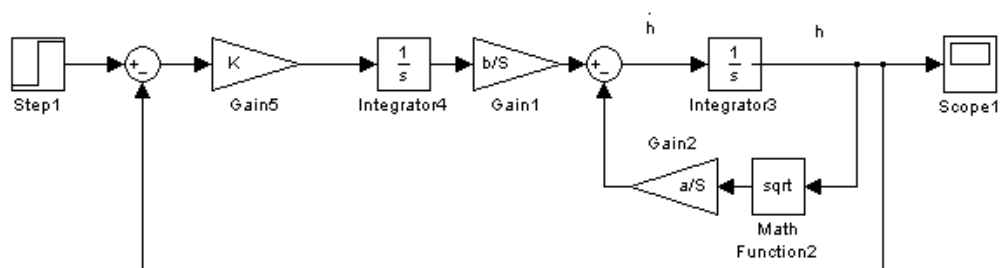 ḣ
h
+
−
K
1
s
b/S
+
−
1
s
Step1
Gain5
Integrator4
Gain1
Integrator3
Scope1
Gain2
a/S
sqrt
Math
Function2